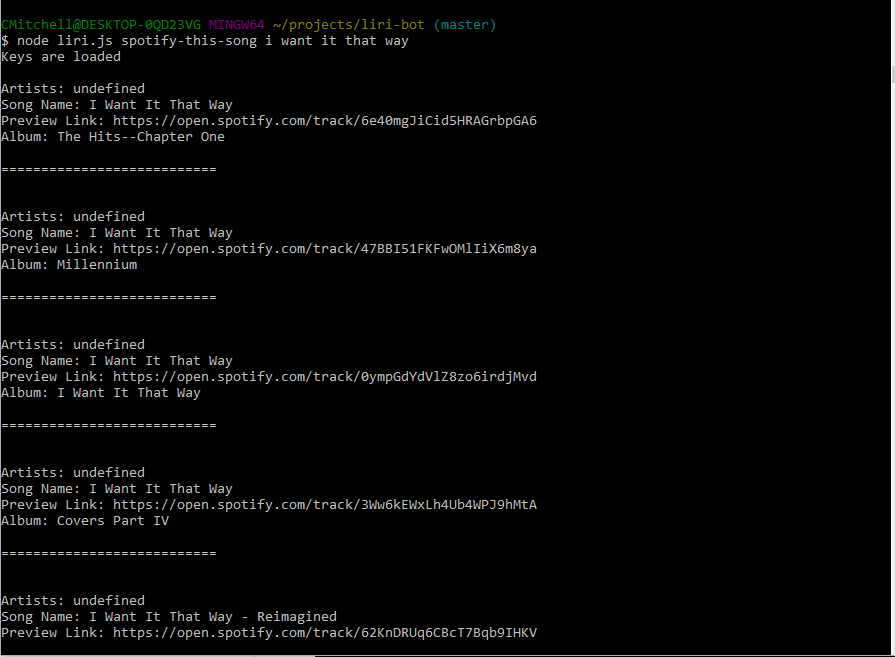 CMitchell@DESKTOP-0QD23VG MINGW64 ~/projects/liri-bot (master)
$ node liri.js spotify-this-song i want it that way
Keys are loaded
Artists: undefined
Song Name: I Want It That Way
Preview Link: https://open.spotify.com/track/6e40mgJiCid5HRAGrbpGA6
Album: The Hits--Chapter One
===========================
Artists: undefined
Song Name: I Want It That Way
Preview Link: https://open.spotify.com/track/47BBI51FKFwOMlIiX6m8ya
Album: Millennium
===========================
Artists: undefined
Song Name: I Want It That Way
Preview Link: https://open.spotify.com/track/0ympGdYdVlZ8zo6irdjMvd
Album: I Want It That Way
===========================
Artists: undefined
Song Name: I Want It That Way
Preview Link: https://open.spotify.com/track/3Ww6kEWxLh4Ub4WPJ9hMtA
Album: Covers Part IV
===========================
Artists: undefined
Song Name: I Want It That Way - Reimagined
Preview Link: https://open.spotify.com/track/62KnDRUq6CBcT7Bqb9IHKV